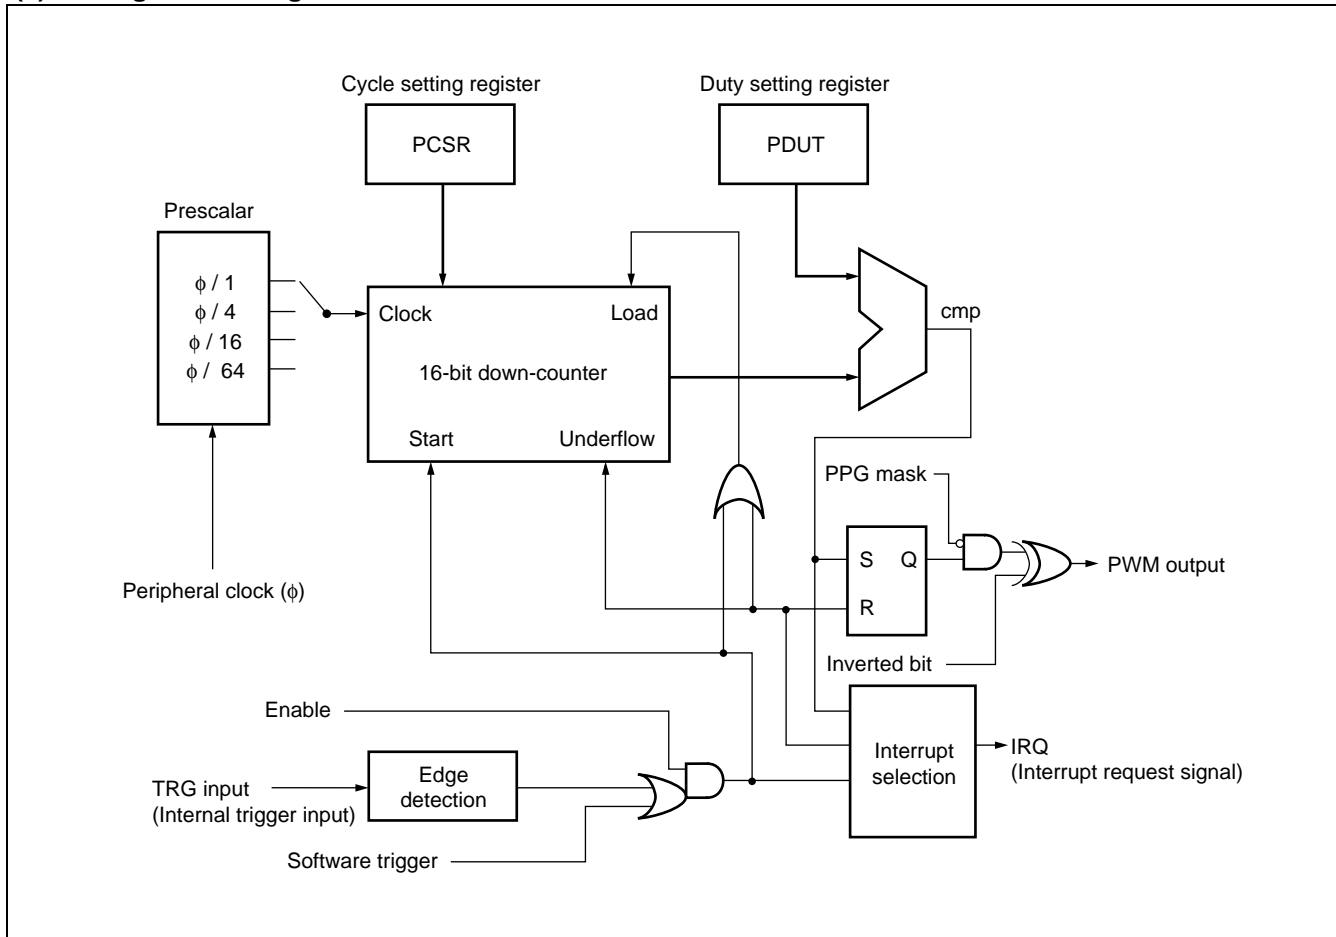 Cycle setting register
Duty setting register
PCSR
PDUT
Prescalar
ϕ / 1
ϕ / 4
ϕ / 16
ϕ / 64
Clock
Load
16-bit down-counter
Start
Underflow
cmp
PPG mask
S
Q
R
PWM output
Peripheral clock (ϕ)
Inverted bit
Enable
Edge
detection
TRG input
(Internal trigger input)
Software trigger
Interrupt
selection
IRQ
(Interrupt request signal)